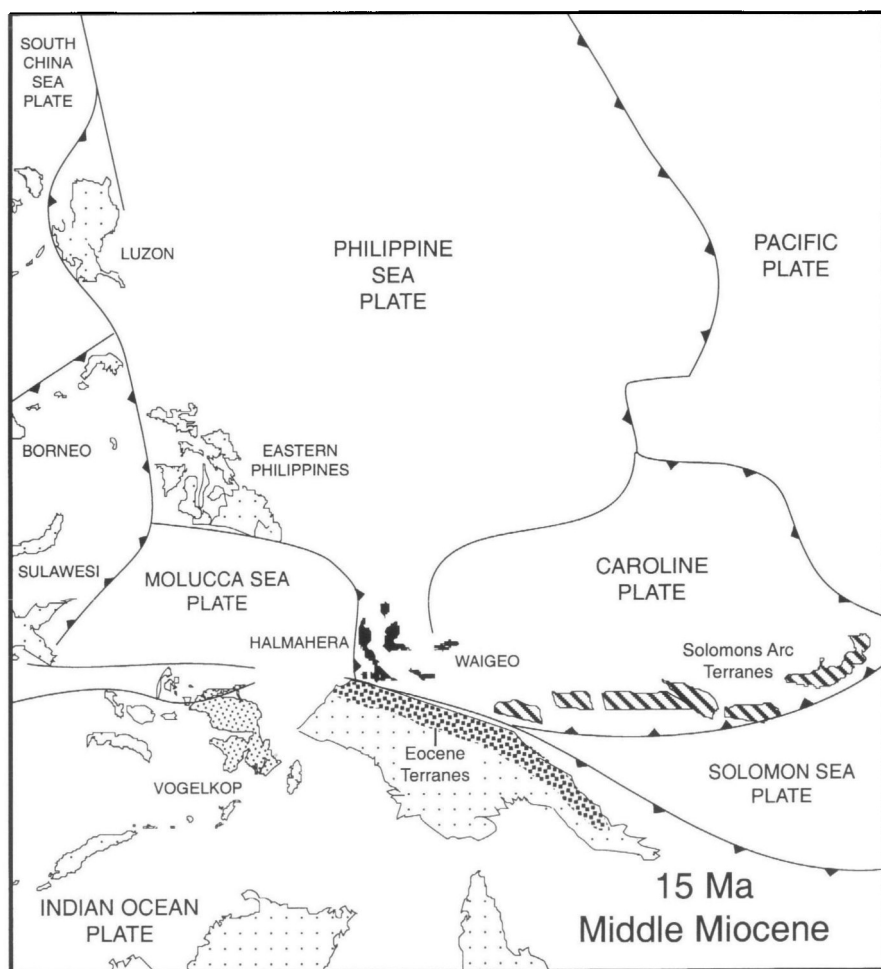 SOUTH
CHINA
SEA
PLATE
LUZON
PHILIPPINE
SEA
PLATE
PACIFIC
PLATE
BORNEO
EASTERN
PHILIPPINES
SULAWESI
MOLUCCA SEA
PLATE
CAROLINE
PLATE
HALMAHERA
WAIGEO
Solomons Arc
Terranes
Eocene
Terranes
VOGELKOP
SOLOMON SEA
PLATE
INDIAN OCEAN
PLATE
15 Ma
Middle Miocene